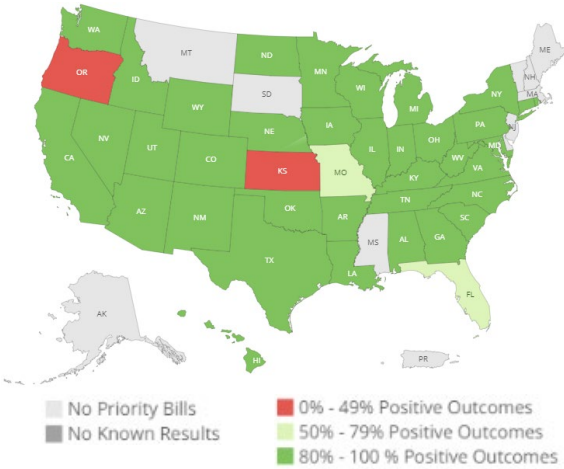 WA
MT
ND
ME
OR
ID
MN
NH
SD
WI
NY
MA
WY
MI
IA
PA
NE
NV
OH
IL
IN
MD
UT
CO
WV
CA
KS
MO
VA
KY
NC
TN
AZ
OK
NM
AR
SC
MS
AL
GA
TX
LA
FL
AK
HI
PR
No Priority Bills
No Known Results
0% - 49% Positive Outcomes
50% - 79% Positive Outcomes
80% - 100 % Positive Outcomes